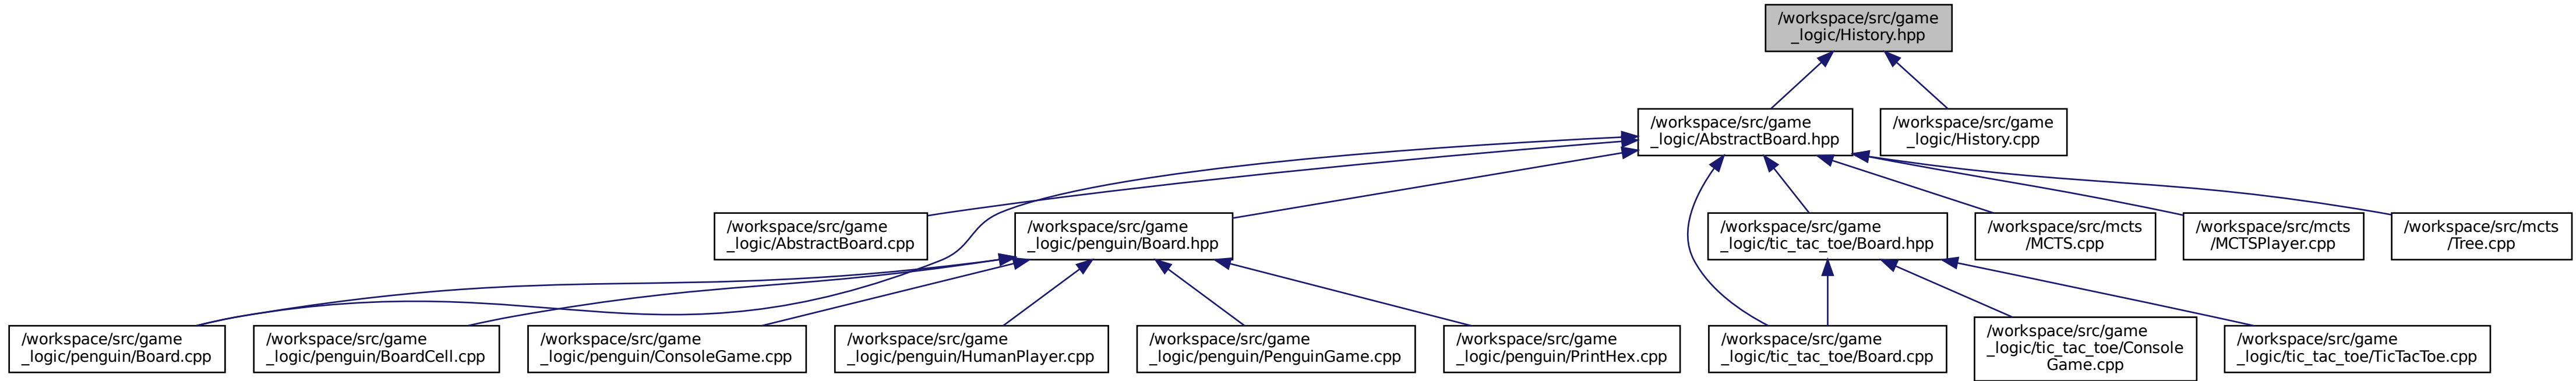 /workspace/src/game
_logic/History.hpp
/workspace/src/game
_logic/AbstractBoard.hpp
/workspace/src/game
_logic/History.cpp
/workspace/src/game
_logic/AbstractBoard.cpp
/workspace/src/game
_logic/penguin/Board.hpp
/workspace/src/game
_logic/tic_tac_toe/Board.hpp
/workspace/src/mcts
/MCTS.cpp
/workspace/src/mcts
/MCTSPlayer.cpp
/workspace/src/mcts
/Tree.cpp
/workspace/src/game
_logic/penguin/Board.cpp
/workspace/src/game
_logic/penguin/BoardCell.cpp
/workspace/src/game
_logic/penguin/ConsoleGame.cpp
/workspace/src/game
_logic/penguin/HumanPlayer.cpp
/workspace/src/game
_logic/penguin/PenguinGame.cpp
/workspace/src/game
_logic/penguin/PrintHex.cpp
/workspace/src/game
_logic/tic_tac_toe/Board.cpp
/workspace/src/game
_logic/tic_tac_toe/Console
Game.cpp
/workspace/src/game
_logic/tic_tac_toe/TicTacToe.cpp